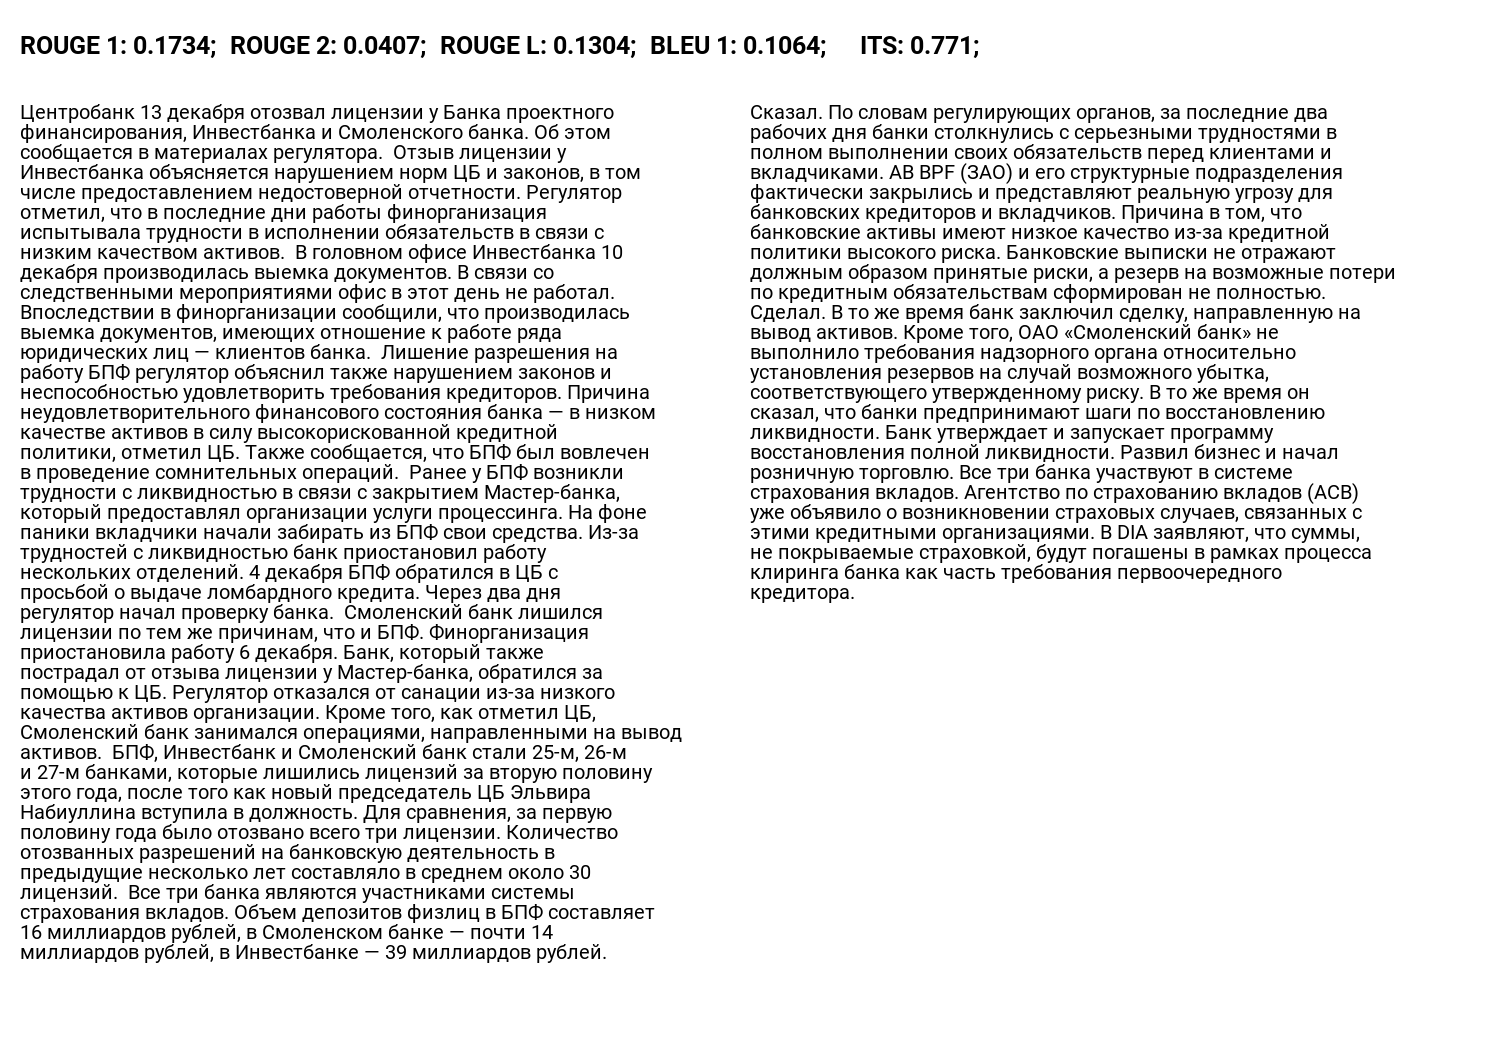 ROUGE 1: 0.1734;  ROUGE 2: 0.0407;  ROUGE L: 0.1304;  BLEU 1: 0.1064;     ITS: 0.771;
Центробанк 13 декабря отозвал лицензии у Банка проектного
финансирования, Инвестбанка и Смоленского банка. Об этом
сообщается в материалах регулятора.  Отзыв лицензии у
Инвестбанка объясняется нарушением норм ЦБ и законов, в том
числе предоставлением недостоверной отчетности. Регулятор
отметил, что в последние дни работы финорганизация
испытывала трудности в исполнении обязательств в связи с
низким качеством активов.  В головном офисе Инвестбанка 10
декабря производилась выемка документов. В связи со
следственными мероприятиями офис в этот день не работал.
Впоследствии в финорганизации сообщили, что производилась
выемка документов, имеющих отношение к работе ряда
юридических лиц — клиентов банка.  Лишение разрешения на
работу БПФ регулятор объяснил также нарушением законов и
неспособностью удовлетворить требования кредиторов. Причина
неудовлетворительного финансового состояния банка — в низком
качестве активов в силу высокорискованной кредитной
политики, отметил ЦБ. Также сообщается, что БПФ был вовлечен
в проведение сомнительных операций.  Ранее у БПФ возникли
трудности с ликвидностью в связи с закрытием Мастер-банка,
который предоставлял организации услуги процессинга. На фоне
паники вкладчики начали забирать из БПФ свои средства. Из-за
трудностей с ликвидностью банк приостановил работу
нескольких отделений. 4 декабря БПФ обратился в ЦБ с
просьбой о выдаче ломбардного кредита. Через два дня
регулятор начал проверку банка.  Смоленский банк лишился
лицензии по тем же причинам, что и БПФ. Финорганизация
приостановила работу 6 декабря. Банк, который также
пострадал от отзыва лицензии у Мастер-банка, обратился за
помощью к ЦБ. Регулятор отказался от санации из-за низкого
качества активов организации. Кроме того, как отметил ЦБ,
Смоленский банк занимался операциями, направленными на вывод
активов.  БПФ, Инвестбанк и Смоленский банк стали 25-м, 26-м
и 27-м банками, которые лишились лицензий за вторую половину
этого года, после того как новый председатель ЦБ Эльвира
Набиуллина вступила в должность. Для сравнения, за первую
половину года было отозвано всего три лицензии. Количество
отозванных разрешений на банковскую деятельность в
предыдущие несколько лет составляло в среднем около 30
лицензий.  Все три банка являются участниками системы
страхования вкладов. Объем депозитов физлиц в БПФ составляет
16 миллиардов рублей, в Смоленском банке — почти 14
миллиардов рублей, в Инвестбанке — 39 миллиардов рублей.
Сказал. По словам регулирующих органов, за последние два
рабочих дня банки столкнулись с серьезными трудностями в
полном выполнении своих обязательств перед клиентами и
вкладчиками. AB BPF (ЗАО) и его структурные подразделения
фактически закрылись и представляют реальную угрозу для
банковских кредиторов и вкладчиков. Причина в том, что
банковские активы имеют низкое качество из-за кредитной
политики высокого риска. Банковские выписки не отражают
должным образом принятые риски, а резерв на возможные потери
по кредитным обязательствам сформирован не полностью.
Сделал. В то же время банк заключил сделку, направленную на
вывод активов. Кроме того, ОАО «Смоленский банк» не
выполнило требования надзорного органа относительно
установления резервов на случай возможного убытка,
соответствующего утвержденному риску. В то же время он
сказал, что банки предпринимают шаги по восстановлению
ликвидности. Банк утверждает и запускает программу
восстановления полной ликвидности. Развил бизнес и начал
розничную торговлю. Все три банка участвуют в системе
страхования вкладов. Агентство по страхованию вкладов (АСВ)
уже объявило о возникновении страховых случаев, связанных с
этими кредитными организациями. В DIA заявляют, что суммы,
не покрываемые страховкой, будут погашены в рамках процесса
клиринга банка как часть требования первоочередного
кредитора.